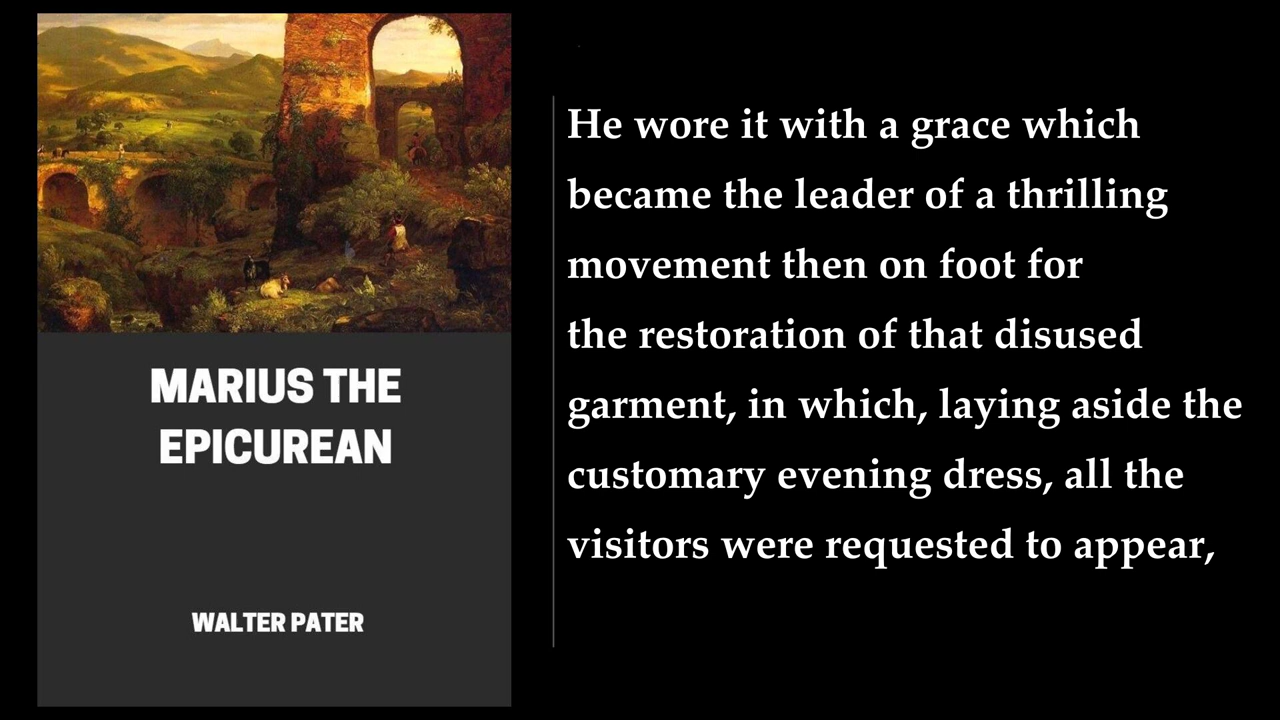 MARIUS THE
EPICUREAN
WALTER PATER
He wore it with a grace which
became the leader of a thrilling
movement then on foot for
the restoration of that disused
garment, in which, laying aside the
customary evening dress, all the
visitors were requested to appear,